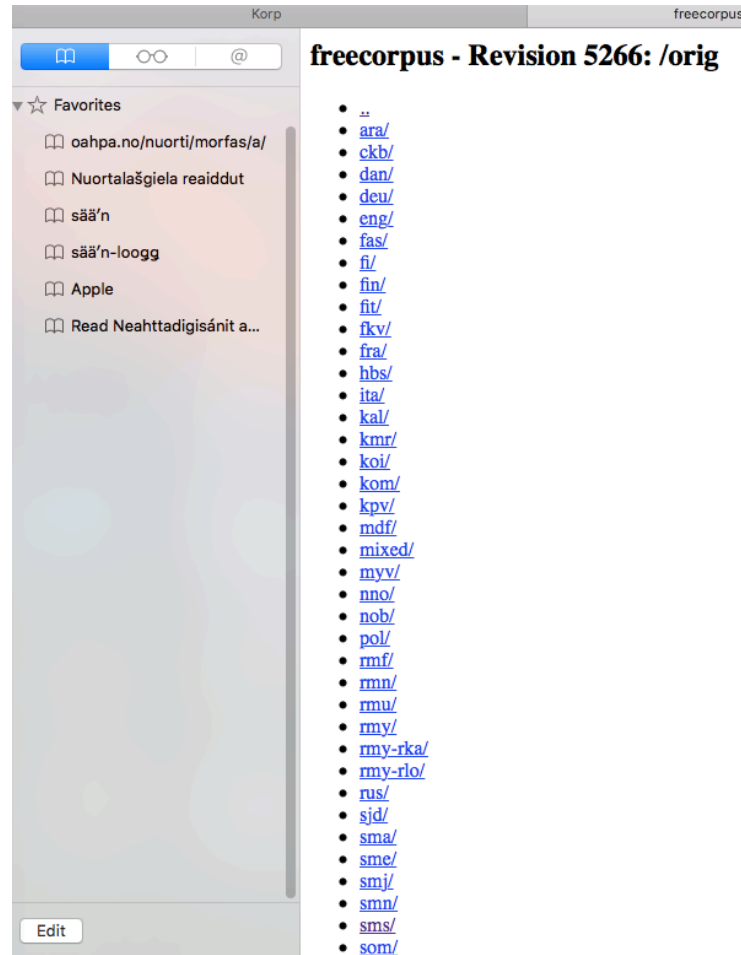 Korp
freecorpus
@
Favorites
oahpa.no/nuorti/morfas/a/
Nuortalašgiela reaiddut
sääʹn
sääʹn-loogg
Apple
Read Neahttadigisánit a...
Edit
freecorpus - Revision 5266: /orig
..
ara/
ckb/
dan/
deu/
eng/
fas/
fi/
fin/
fit/
fkv/
fra/
hbs/
ita/
kal/
kmr/
koi/
kom/
kpv/
mdf/
mixed/
myv/
nno/
nob/
pol/
rmf/
rmn/
rmu/
rmy/
rmy-rka/
rmy-rlo/
rus/
sjd/
sma/
sme/
smj/
smn/
sms/
som/